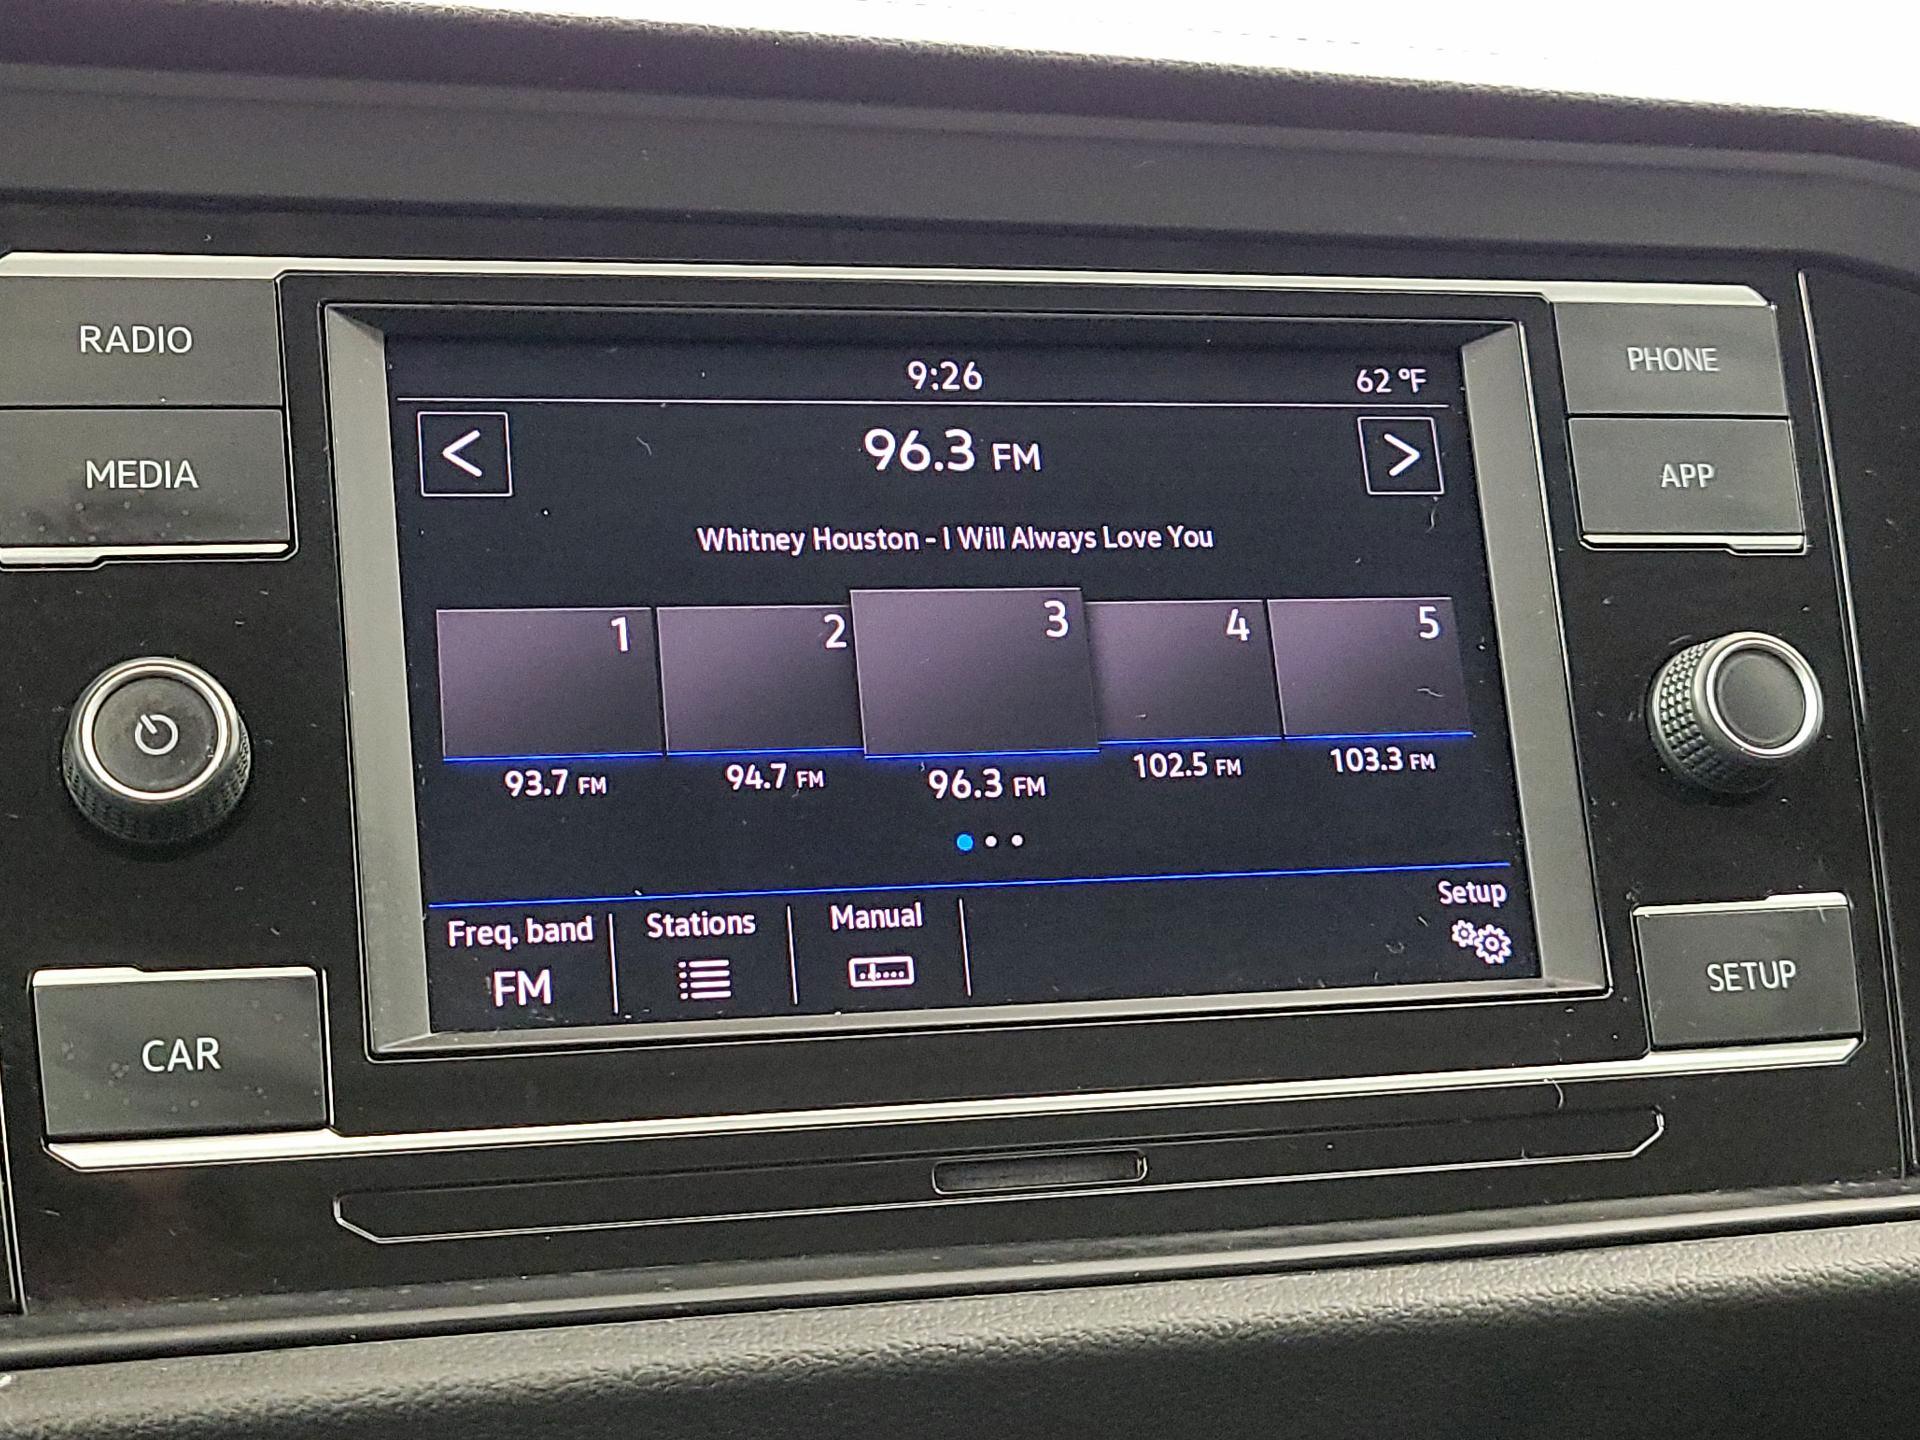 RADIO
MEDIA
CAR
9:26
62 °F
<
96.3 FM
>
Whitney Houston - I Will Always Love You
1
2
3
4
5
93.7 FM
94.7 FM
96.3 FM
102.5 FM
103.3 FM
Freq. band
FM
Stations
Manual
Setup
PHONE
APP
SETUP